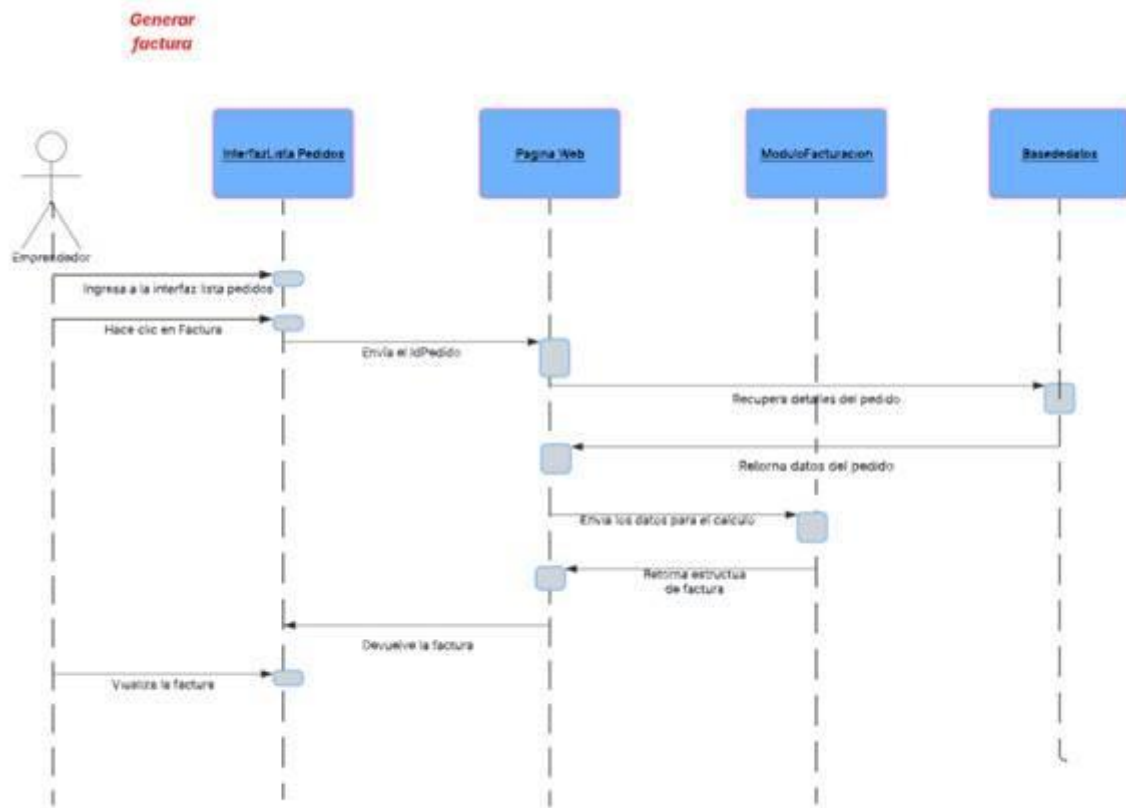 Generar
factura
InterfazLista Pedidos
Pagina Web
ModuloFacturacion
Basededatos
Emprendedor
Ingresa a la interfaz lista pedidos
Hace clic en Factura
Envía el IdPedido
Recupera detalles del pedido
Retorna datos del pedido
Envia los datos para el calculo
Retorna estructua
de factura
Devuelve la factura
Visualiza la factura